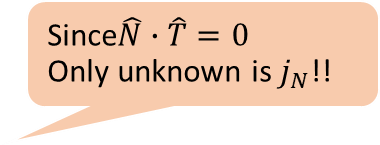 Since N̂ · T̂ = 0
Only unknown is j_N!!